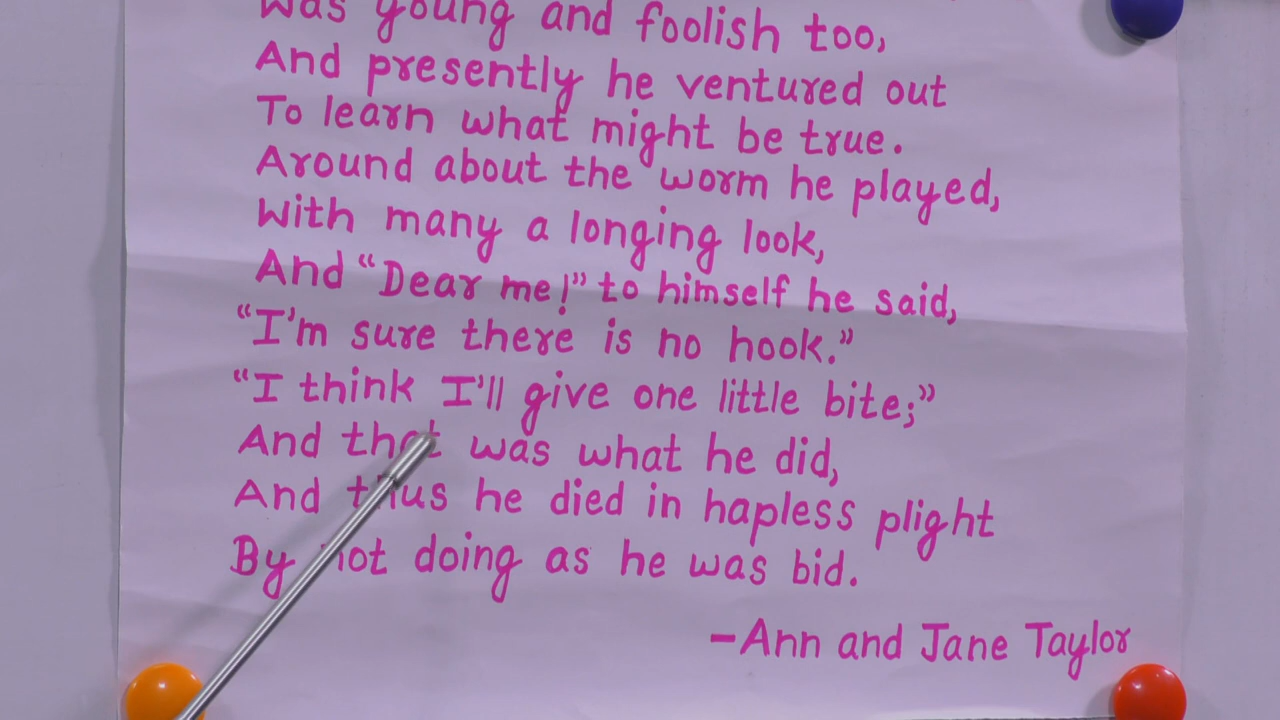 Was young and foolish too,
And presently he ventured out
To learn what might be true.
Around about the worm he played,
With many a longing look,
And "Dear me!" to himself he said,
"I'm sure there is no hook."
"I think I'll give one little bite;"
And that was what he did,
And thus he died in hapless plight
By not doing as he was bid.
-Ann and Jane Taylor